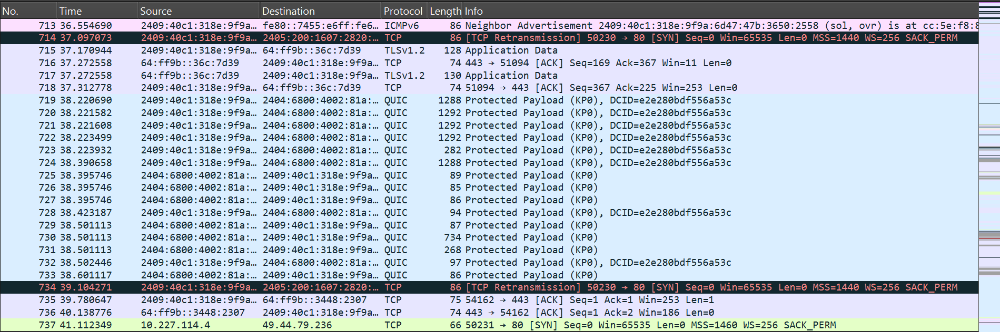 No. Time Source Destination Protocol Length Info
713 36.554690 2409:40c1:318e:9f9a… fe80::7455:e6ff:fe6… ICMPv6 86 Neighbor Advertisement 2409:40c1:318e:9f9a:6d47:47b:3650:2558 (sol, ovr) is at cc:5e:f8:8
714 37.097073 2409:40c1:318e:9f9a… 2405:200:1607:2820:… TCP 86 [TCP Retransmission] 50230 → 80 [SYN] Seq=0 Win=65535 Len=0 MSS=1440 WS=256 SACK_PERM
715 37.170944 2409:40c1:318e:9f9a… 64:ff9b::36c:7d39 TLSv1.2 128 Application Data
716 37.272558 64:ff9b::36c:7d39 2409:40c1:318e:9f9a… TCP 74 443 → 51094 [ACK] Seq=169 Ack=367 Win=11 Len=0
717 37.272558 64:ff9b::36c:7d39 2409:40c1:318e:9f9a… TLSv1.2 130 Application Data
718 37.312778 2409:40c1:318e:9f9a… 64:ff9b::36c:7d39 TCP 74 51094 → 443 [ACK] Seq=367 Ack=225 Win=253 Len=0
719 38.220690 2409:40c1:318e:9f9a… 2404:6800:4002:81a:… QUIC 1288 Protected Payload (KP0), DCID=e2e280bdf556a53c
720 38.221582 2409:40c1:318e:9f9a… 2404:6800:4002:81a:… QUIC 1292 Protected Payload (KP0), DCID=e2e280bdf556a53c
721 38.221608 2409:40c1:318e:9f9a… 2404:6800:4002:81a:… QUIC 1292 Protected Payload (KP0), DCID=e2e280bdf556a53c
722 38.223499 2409:40c1:318e:9f9a… 2404:6800:4002:81a:… QUIC 1292 Protected Payload (KP0), DCID=e2e280bdf556a53c
723 38.223932 2409:40c1:318e:9f9a… 2404:6800:4002:81a:… QUIC 282 Protected Payload (KP0), DCID=e2e280bdf556a53c
724 38.390658 2409:40c1:318e:9f9a… 2404:6800:4002:81a:… QUIC 1288 Protected Payload (KP0), DCID=e2e280bdf556a53c
725 38.395746 2404:6800:4002:81a:… 2409:40c1:318e:9f9a… QUIC 89 Protected Payload (KP0)
726 38.395746 2404:6800:4002:81a:… 2409:40c1:318e:9f9a… QUIC 85 Protected Payload (KP0)
727 38.395746 2404:6800:4002:81a:… 2409:40c1:318e:9f9a… QUIC 86 Protected Payload (KP0)
728 38.423187 2409:40c1:318e:9f9a… 2404:6800:4002:81a:… QUIC 94 Protected Payload (KP0), DCID=e2e280bdf556a53c
729 38.501113 2404:6800:4002:81a:… 2409:40c1:318e:9f9a… QUIC 87 Protected Payload (KP0)
730 38.501113 2404:6800:4002:81a:… 2409:40c1:318e:9f9a… QUIC 734 Protected Payload (KP0)
731 38.501113 2404:6800:4002:81a:… 2409:40c1:318e:9f9a… QUIC 268 Protected Payload (KP0)
732 38.502446 2409:40c1:318e:9f9a… 2404:6800:4002:81a:… QUIC 97 Protected Payload (KP0), DCID=e2e280bdf556a53c
733 38.601117 2404:6800:4002:81a:… 2409:40c1:318e:9f9a… QUIC 86 Protected Payload (KP0)
734 39.104271 2409:40c1:318e:9f9a… 2405:200:1607:2820:… TCP 86 [TCP Retransmission] 50230 → 80 [SYN] Seq=0 Win=65535 Len=0 MSS=1440 WS=256 SACK_PERM
735 39.780647 2409:40c1:318e:9f9a… 64:ff9b::3448:2307 TCP 75 54162 → 443 [ACK] Seq=1 Ack=1 Win=253 Len=1
736 40.138776 64:ff9b::3448:2307 2409:40c1:318e:9f9a… TCP 74 443 → 54162 [ACK] Seq=1 Ack=2 Win=186 Len=0
737 41.112349 10.227.114.4 49.44.79.236 TCP 66 50231 → 80 [SYN] Seq=0 Win=65535 Len=0 MSS=1460 WS=256 SACK_PERM